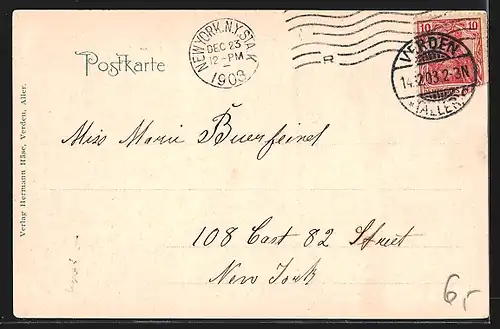 NEW YORK, N.Y. STA. K
DEC 23
12-PM
1903
R
10 10
VERDEN
14.12.03.2-3N
*(ALLER)
Postkarte
Miss Marie Buerfeind
108 East 82 Street
New York
Verlag Hermann Häse, Verden, Aller.
6,-